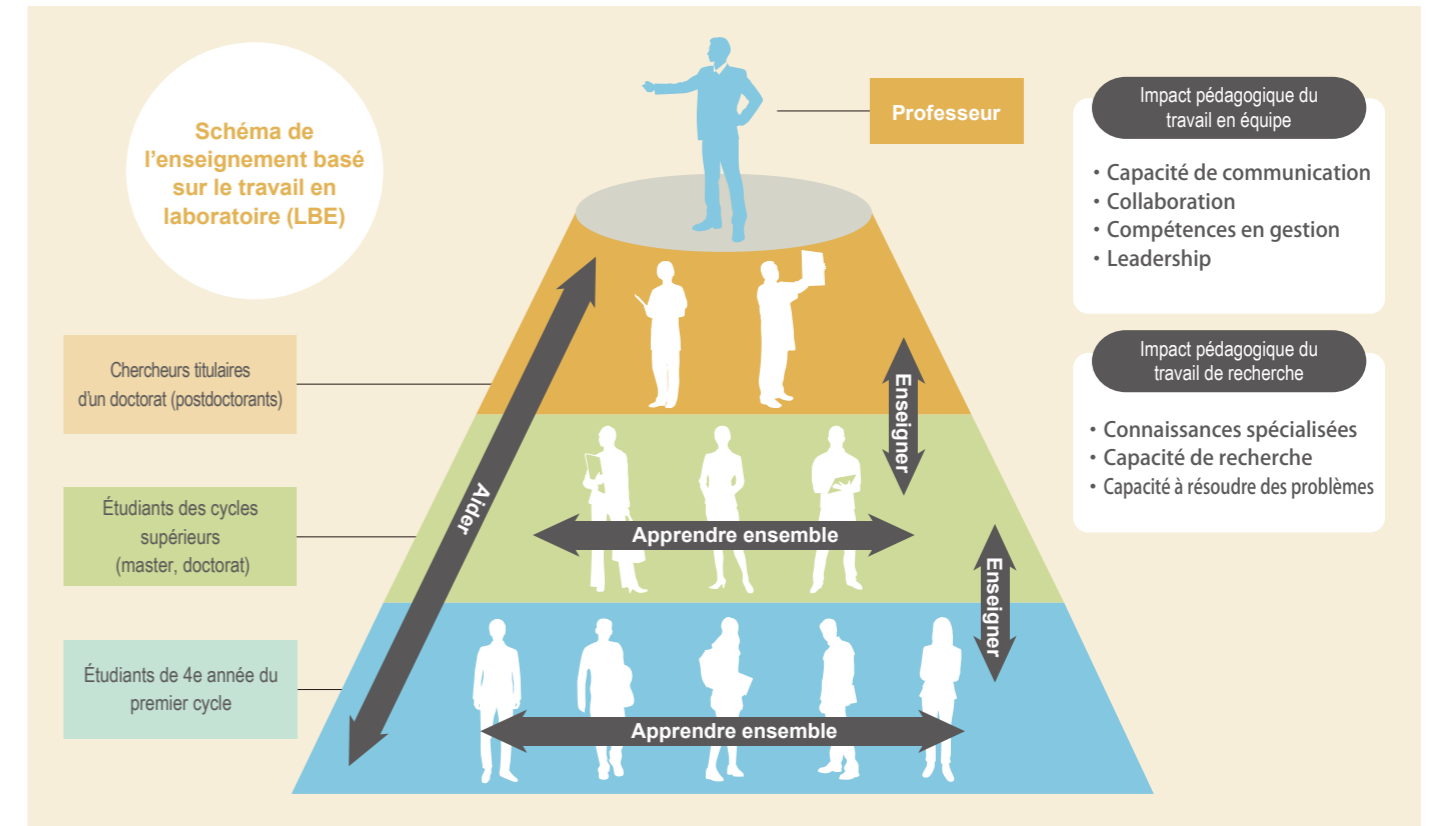 Schéma de
l'enseignement basé
sur le travail en
laboratoire (LBE)
Professeur
Chercheurs titulaires
d'un doctorat (postdoctorants)
Étudiants des cycles
supérieurs
(master, doctorat)
Étudiants de 4e année du
premier cycle
Aider
Enseigner
Apprendre ensemble
Enseigner
Apprendre ensemble
Impact pédagogique du
travail en équipe
・Capacité de communication
・Collaboration
・Compétences en gestion
・Leadership
Impact pédagogique du
travail de recherche
・Connaissances spécialisées
・Capacité de recherche
・Capacité à résoudre des problèmes